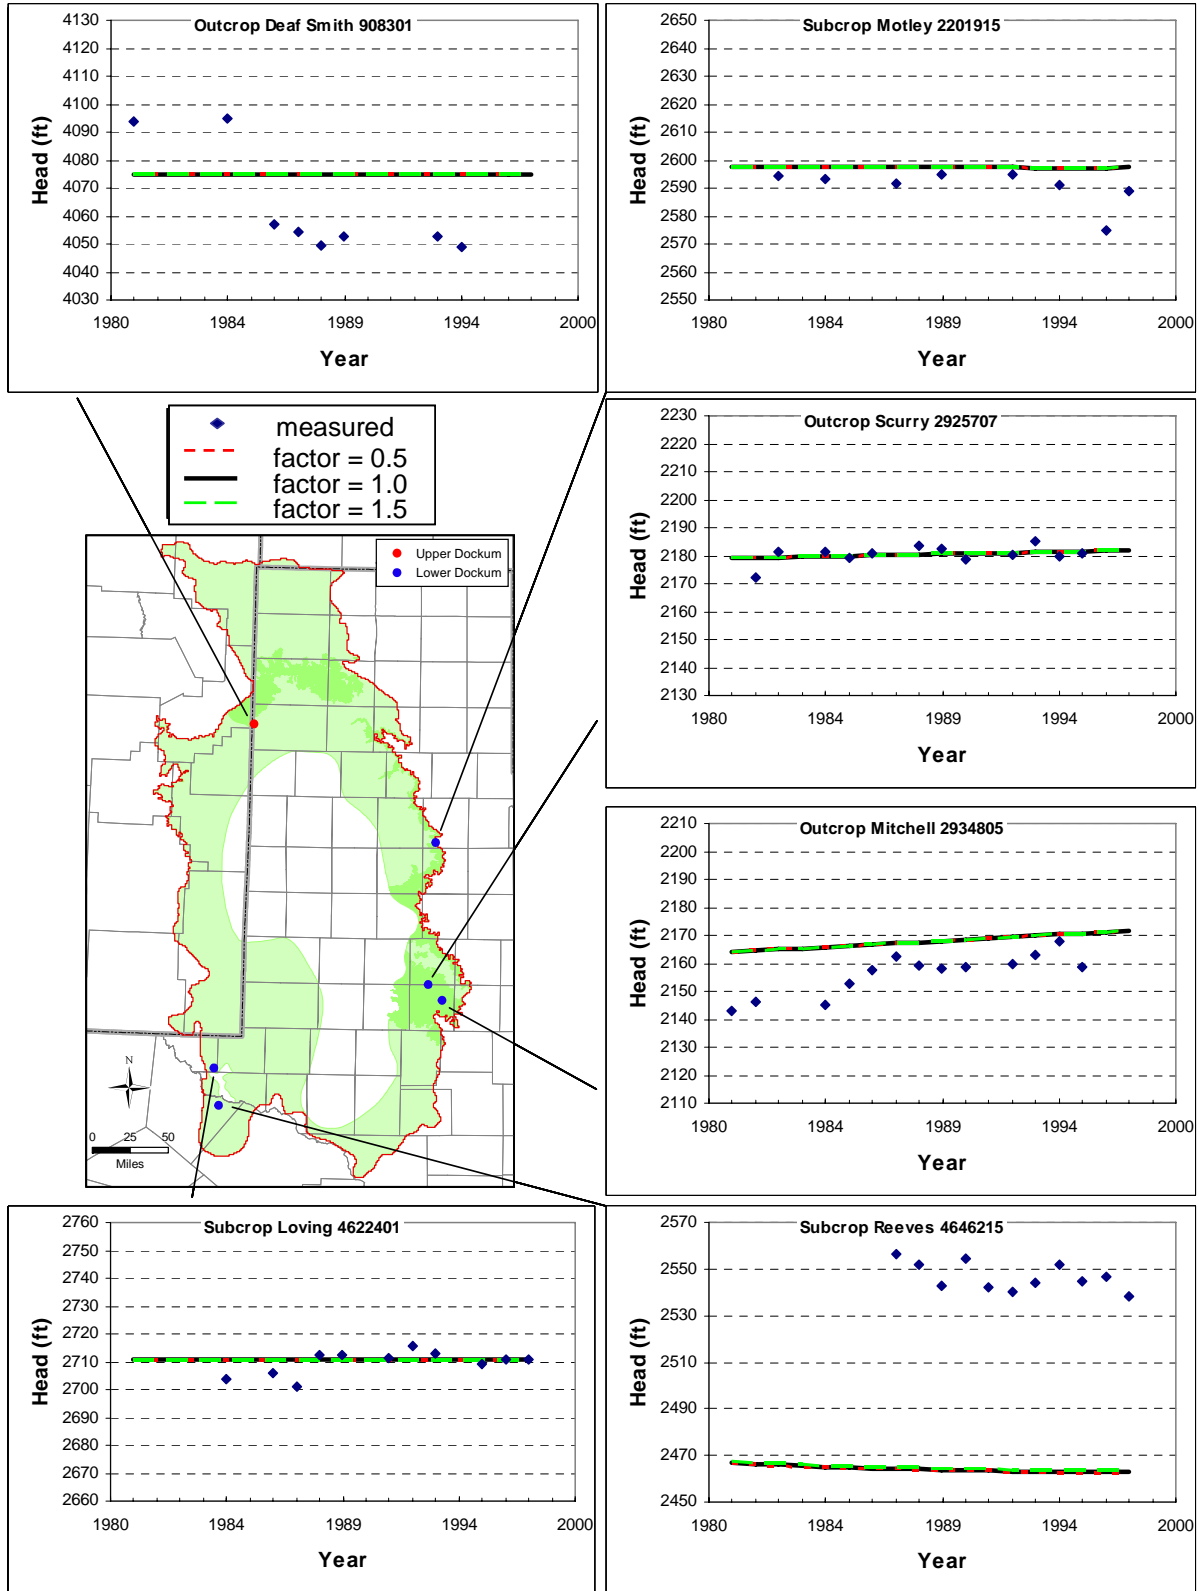 Outcrop Deaf Smith 908301
4130
4120
4110
4100
4090
4080
4070
4060
4050
4040
4030
Head (ft)
1980 1984 1989 1994 2000
Year
Subcrop Motley 2201915
2650
2640
2630
2620
2610
2600
2590
2580
2570
2560
2550
Head (ft)
1980 1984 1989 1994 2000
Year
measured
factor = 0.5
factor = 1.0
factor = 1.5
Outcrop Scurry 2925707
2230
2220
2210
2200
2190
2180
2170
2160
2150
2140
2130
Head (ft)
1980 1984 1989 1994 2000
Year
Upper Dockum
Lower Dockum
N
0 25 50
Miles
Outcrop Mitchell 2934805
2210
2200
2190
2180
2170
2160
2150
2140
2130
2120
2110
Head (ft)
1980 1984 1989 1994 2000
Year
Subcrop Loving 4622401
2760
2750
2740
2730
2720
2710
2700
2690
2680
2670
2660
Head (ft)
1980 1984 1989 1994 2000
Year
Subcrop Reeves 4646215
2570
2550
2530
2510
2490
2470
2450
Head (ft)
1980 1984 1989 1994 2000
Year